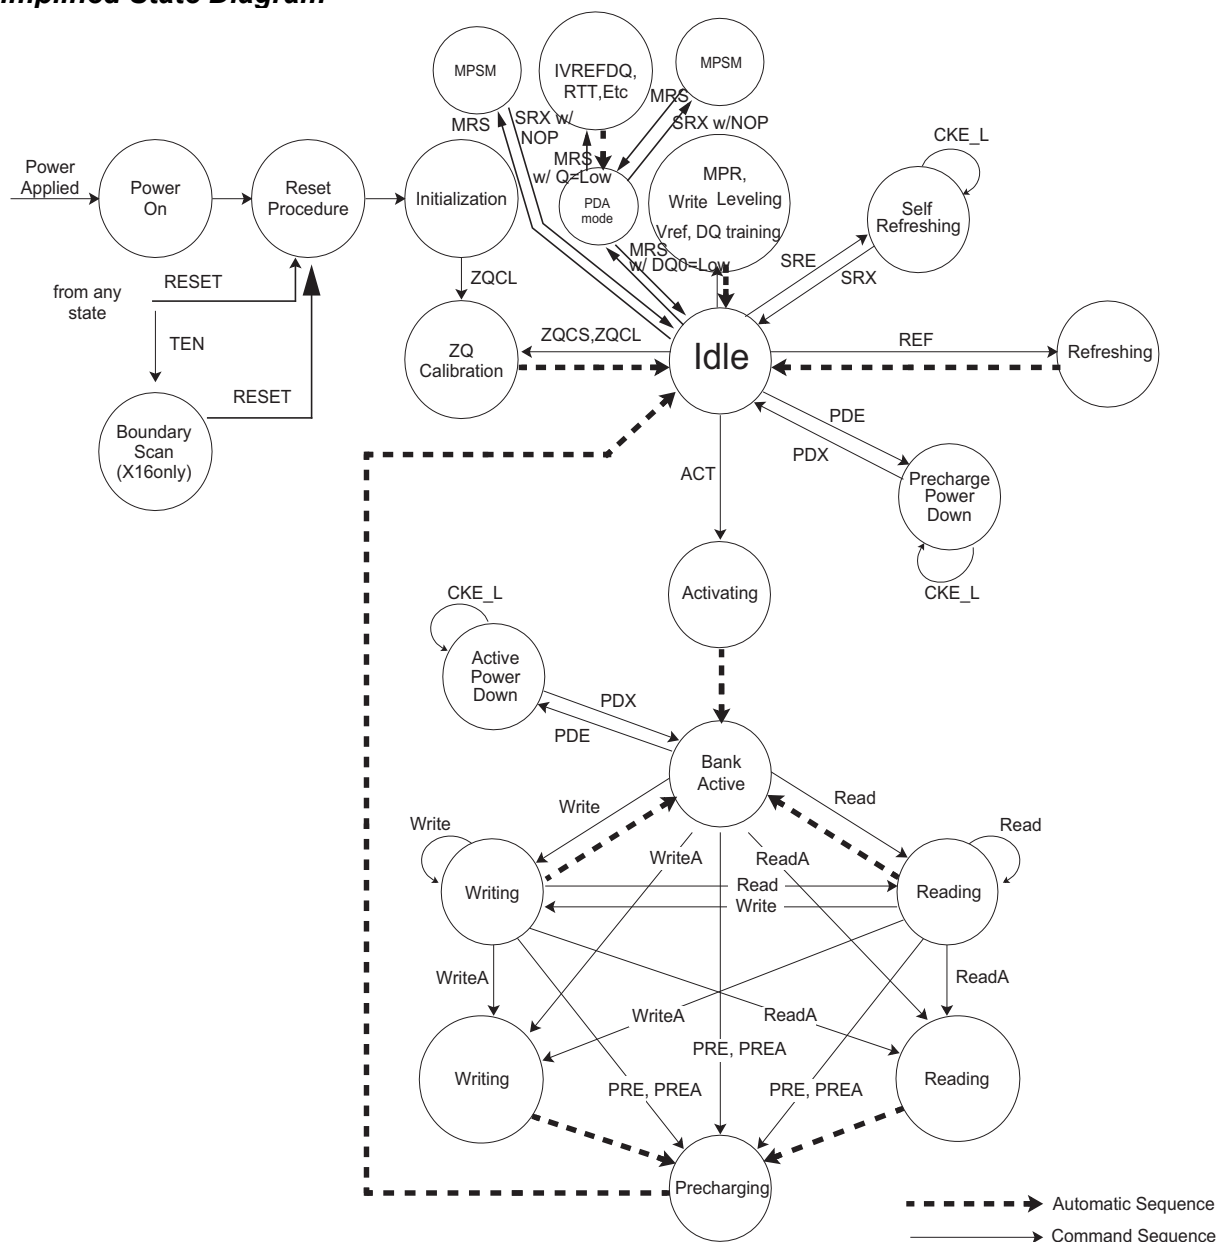 implified State Diagram
MPSM
IVREFDQ,
RTT,Etc
MPSM
MRS
SRX w/
NOP
MRS
SRX w/NOP
CKE_L
Power
Applied
Power
On
Reset
Procedure
Initialization
MRS
w/ Q=Low
PDA
mode
MPR,
Write Leveling
Vref, DQ training
Self
Refreshing
MRS
w/ DQ0=Low
SRE
SRX
from any
state
RESET
ZQCL
TEN
RESET
ZQ
Calibration
ZQCS,ZQCL
Idle
REF
Refreshing
Boundary
Scan
(X16only)
PDE
PDX
ACT
Precharge
Power
Down
CKE_L
Activating
CKE_L
Active
Power
Down
PDX
PDE
Bank
Active
Write
Read
Write
Read
WriteA
ReadA
Writing
Read
Write
Reading
WriteA
ReadA
WriteA
ReadA
PRE, PREA
Writing
Reading
PRE, PREA
PRE, PREA
Precharging
Automatic Sequence
Command Sequence